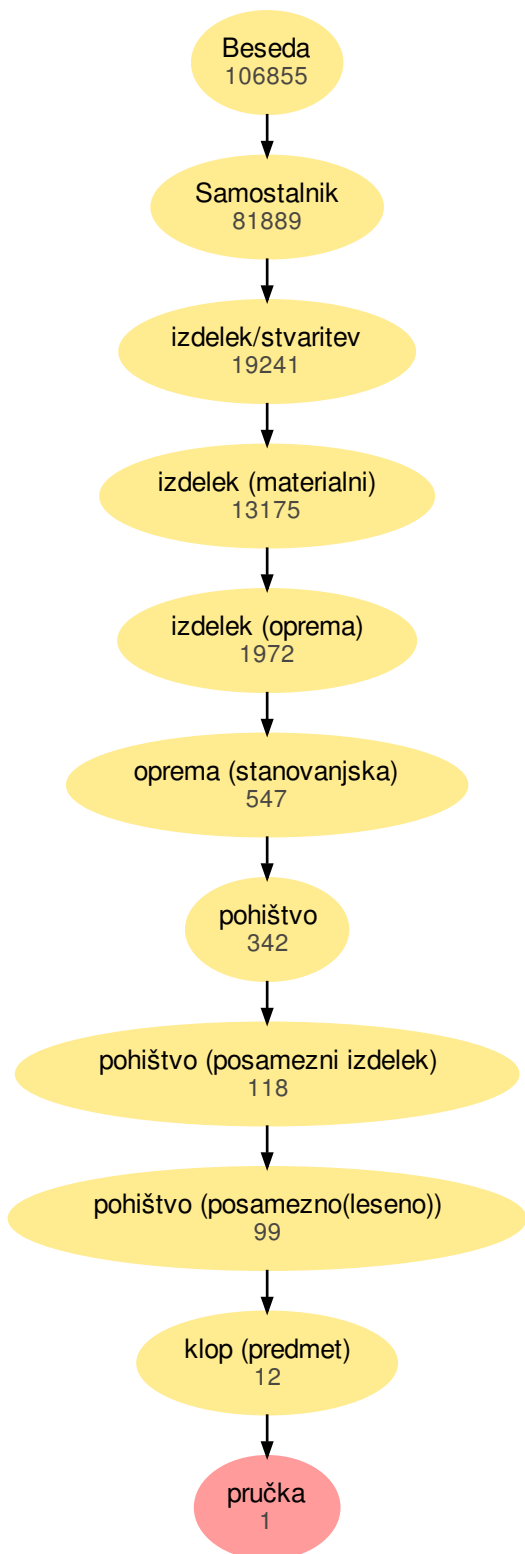 Beseda
106855
Samostalnik
81889
izdelek/stvaritev
19241
izdelek (materialni)
13175
izdelek (oprema)
1972
oprema (stanovanjska)
547
pohištvo
342
pohištvo (posamezni izdelek)
118
pohištvo (posamezno(leseno))
99
klop (predmet)
12
pručka
1